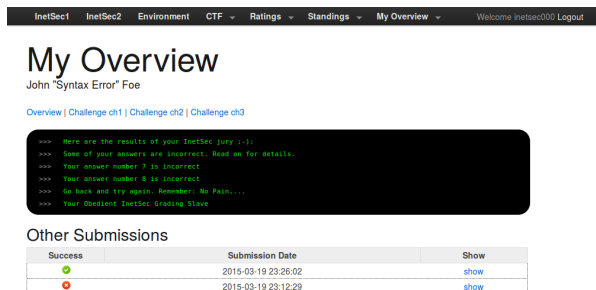 InetSec1 InetSec2 Environment CTF Ratings Standings My Overview Welcome inetsec000 Logout
My Overview
John "Syntax Error" Foe
Overview | Challenge ch1 | Challenge ch2 | Challenge ch3
>>> Here are the results of your InetSec jury ;-):
>>> Some of your answers are incorrect. Read on for details.
>>> Your answer number 7 is incorrect
>>> Your answer number 8 is incorrect
>>> Go back and try again. Remember: No Pain....
>>> Your Obedient InetSec Grading Slave
Other Submissions
Success Submission Date Show
2015-03-19 23:26:02 show
2015-03-19 23:12:29 show